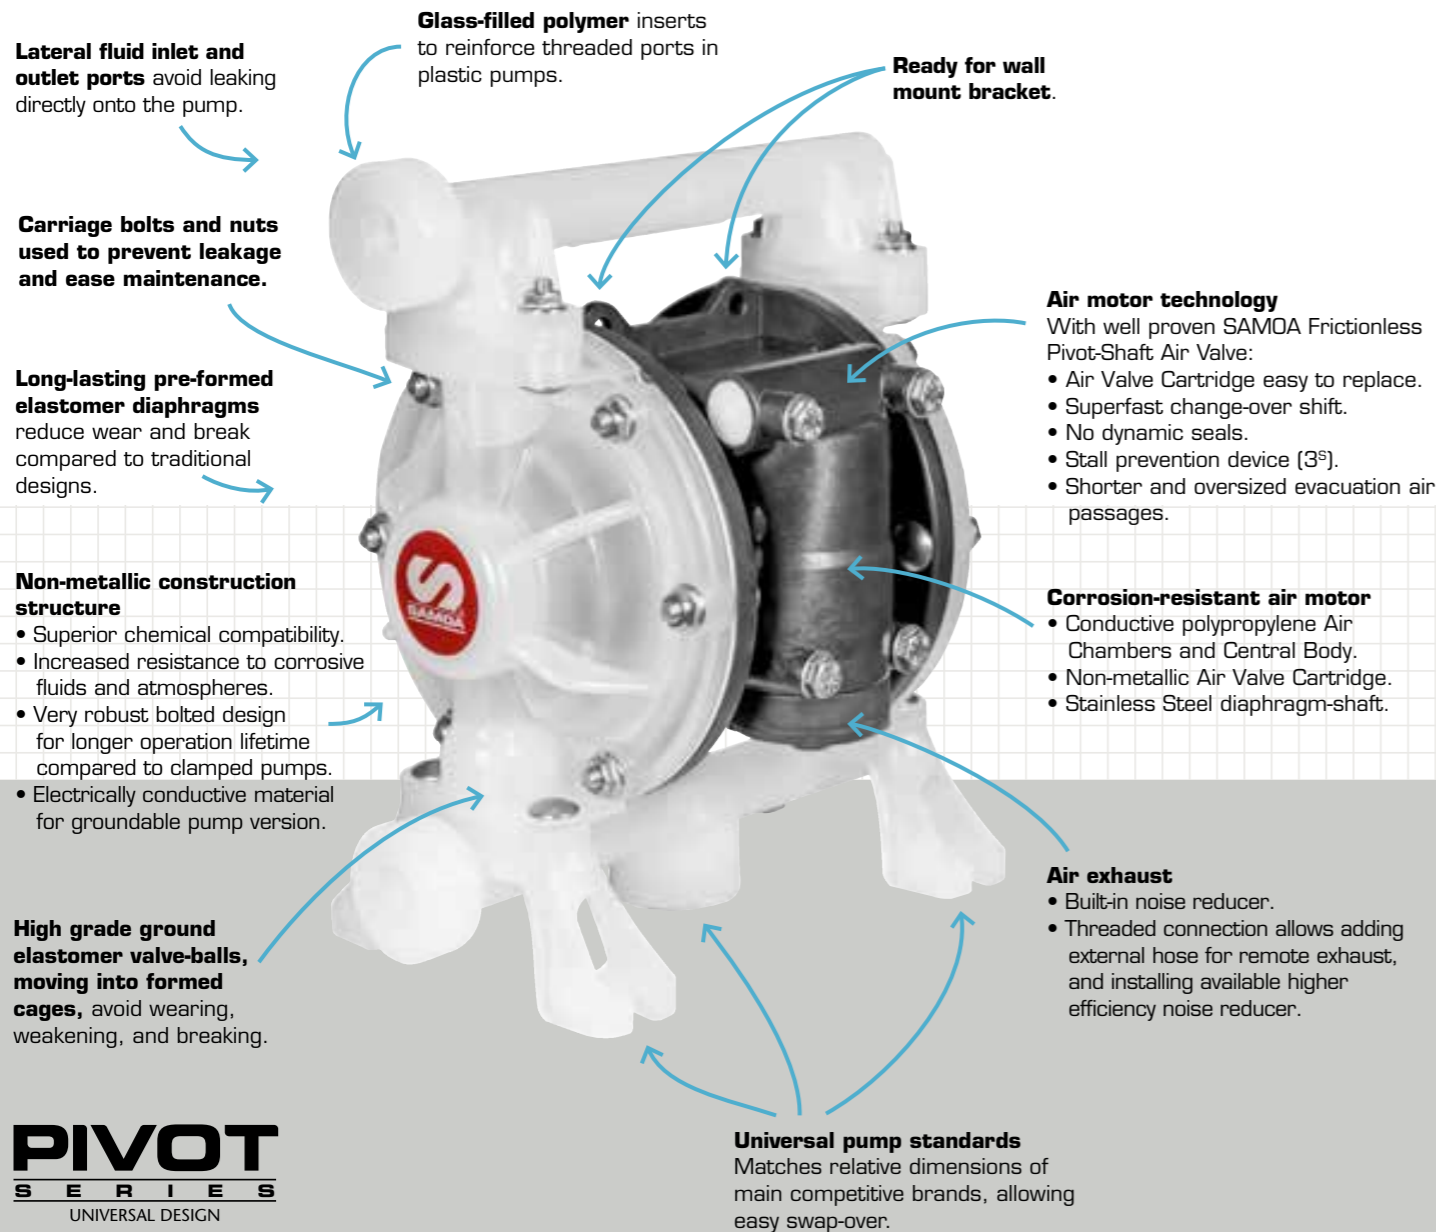 Glass-filled polymer inserts
to reinforce threaded ports in
plastic pumps.
Lateral fluid inlet and
outlet ports avoid leaking
directly onto the pump.
Ready for wall
mount bracket.
Carriage bolts and nuts
used to prevent leakage
and ease maintenance.
Air motor technology
With well proven SAMOA Frictionless
Pivot-Shaft Air Valve:
• Air Valve Cartridge easy to replace.
• Superfast change-over shift.
• No dynamic seals.
• Stall prevention device (3ˢ).
• Shorter and oversized evacuation air
passages.
Long-lasting pre-formed
elastomer diaphragms
reduce wear and break
compared to traditional
designs.
SAMOA
Non-metallic construction
structure
• Superior chemical compatibility.
• Increased resistance to corrosive
fluids and atmospheres.
• Very robust bolted design
for longer operation lifetime
compared to clamped pumps.
• Electrically conductive material
for groundable pump version.
Corrosion-resistant air motor
• Conductive polypropylene Air
Chambers and Central Body.
• Non-metallic Air Valve Cartridge.
• Stainless Steel diaphragm-shaft.
Air exhaust
• Built-in noise reducer.
• Threaded connection allows adding
external hose for remote exhaust,
and installing available higher
efficiency noise reducer.
High grade ground
elastomer valve-balls,
moving into formed
cages, avoid wearing,
weakening, and breaking.
Universal pump standards
Matches relative dimensions of
main competitive brands, allowing
easy swap-over.
PIVOT
SERIES
UNIVERSAL DESIGN